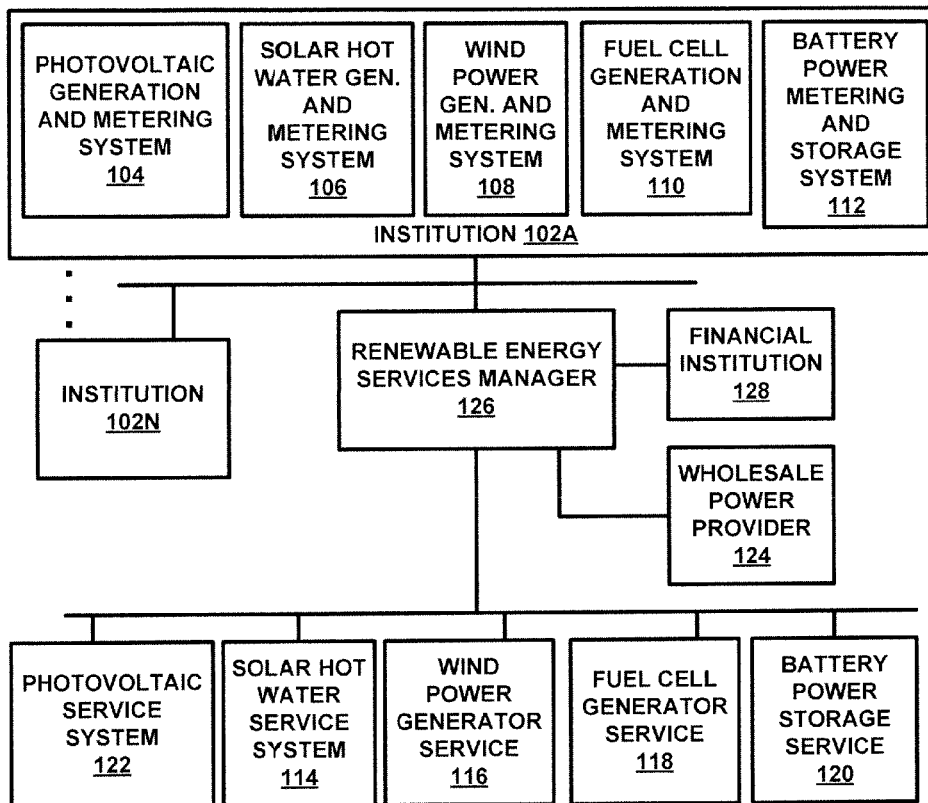 PHOTOVOLTAIC
GENERATION
AND METERING
SYSTEM
104
SOLAR HOT
WATER GEN.
AND
METERING
SYSTEM
106
WIND
POWER
GEN. AND
METERING
SYSTEM
108
FUEL CELL
GENERATION
AND
METERING
SYSTEM
110
BATTERY
POWER
METERING
AND
STORAGE
SYSTEM
112
INSTITUTION 102A
INSTITUTION
102N
RENEWABLE ENERGY
SERVICES MANAGER
126
FINANCIAL
INSTITUTION
128
WHOLESALE
POWER
PROVIDER
124
PHOTOVOLTAIC
SERVICE
SYSTEM
122
SOLAR HOT
WATER
SERVICE
SYSTEM
114
WIND
POWER
GENERATOR
SERVICE
116
FUEL CELL
GENERATOR
SERVICE
118
BATTERY
POWER
STORAGE
SERVICE
120